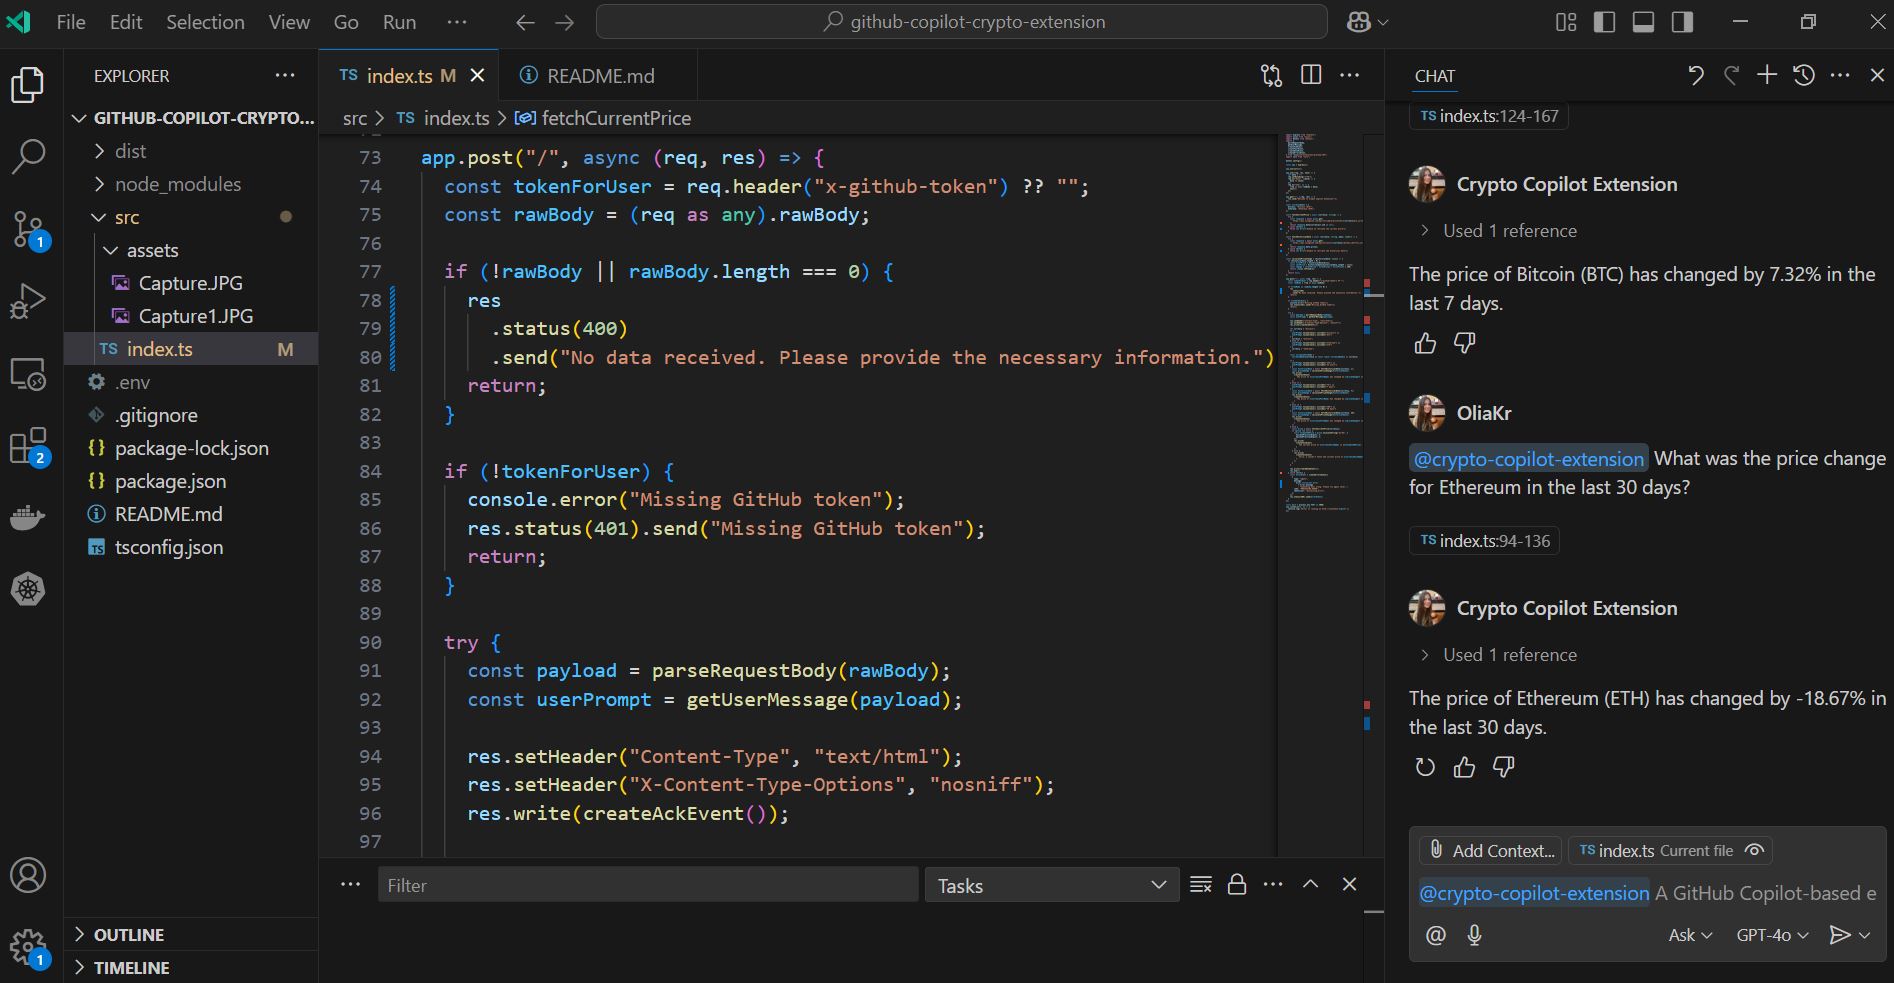 File Edit Selection View Go Run ··· github-copilot-crypto-extension
EXPLORER ···
GITHUB-COPILOT-CRYPTO...
dist
node_modules
src
assets
Capture.JPG
Capture1.JPG
TS index.ts M
.env
.gitignore
{} package-lock.json
{} package.json
README.md
TS tsconfig.json
OUTLINE
TIMELINE
1
2
1
TS index.ts M README.md
src > TS index.ts > fetchCurrentPrice
73 app.post("/", async (req, res) => {
74 const tokenForUser = req.header("x-github-token") ?? "";
75 const rawBody = (req as any).rawBody;
76
77 if (!rawBody || rawBody.length === 0) {
78 res
79 .status(400)
80 .send("No data received. Please provide the necessary information.")
81 return;
82 }
83
84 if (!tokenForUser) {
85 console.error("Missing GitHub token");
86 res.status(401).send("Missing GitHub token");
87 return;
88 }
89
90 try {
91 const payload = parseRequestBody(rawBody);
92 const userPrompt = getUserMessage(payload);
93
94 res.setHeader("Content-Type", "text/html");
95 res.setHeader("X-Content-Type-Options", "nosniff");
96 res.write(createAckEvent());
97
··· Filter Tasks
CHAT
TS index.ts:124-167
Crypto Copilot Extension
> Used 1 reference
The price of Bitcoin (BTC) has changed by 7.32% in the
last 7 days.
OliaKr
@crypto-copilot-extension What was the price change
for Ethereum in the last 30 days?
TS index.ts:94-136
Crypto Copilot Extension
> Used 1 reference
The price of Ethereum (ETH) has changed by -18.67% in
the last 30 days.
Add Context... TS index.ts Current file
@crypto-copilot-extension A GitHub Copilot-based e
@ Ask GPT-4o